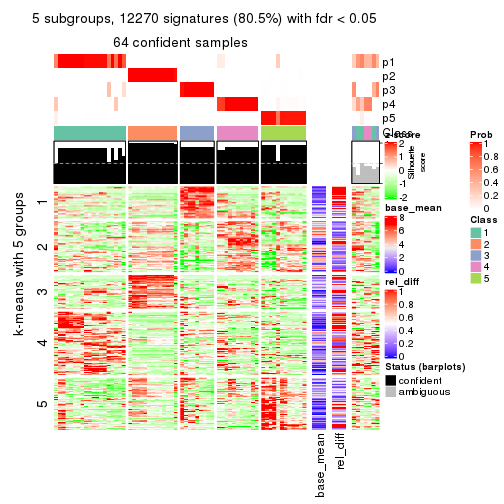 5 subgroups, 12270 signatures (80.5%) with fdr < 0.05
64 confident samples
p1
p2
p3
p4
p5
Class
1
0.5
0
Silhouette
score
k-means with 5 groups
1
2
3
4
5
base_mean
rel_diff
z-score
2
1
0
-1
-2
base_mean
8
6
4
2
0
rel_diff
1
0.8
0.6
0.4
0.2
0
Status (barplots)
confident
ambiguous
Prob
1
0.8
0.6
0.4
0.2
0
Class
1
2
3
4
5